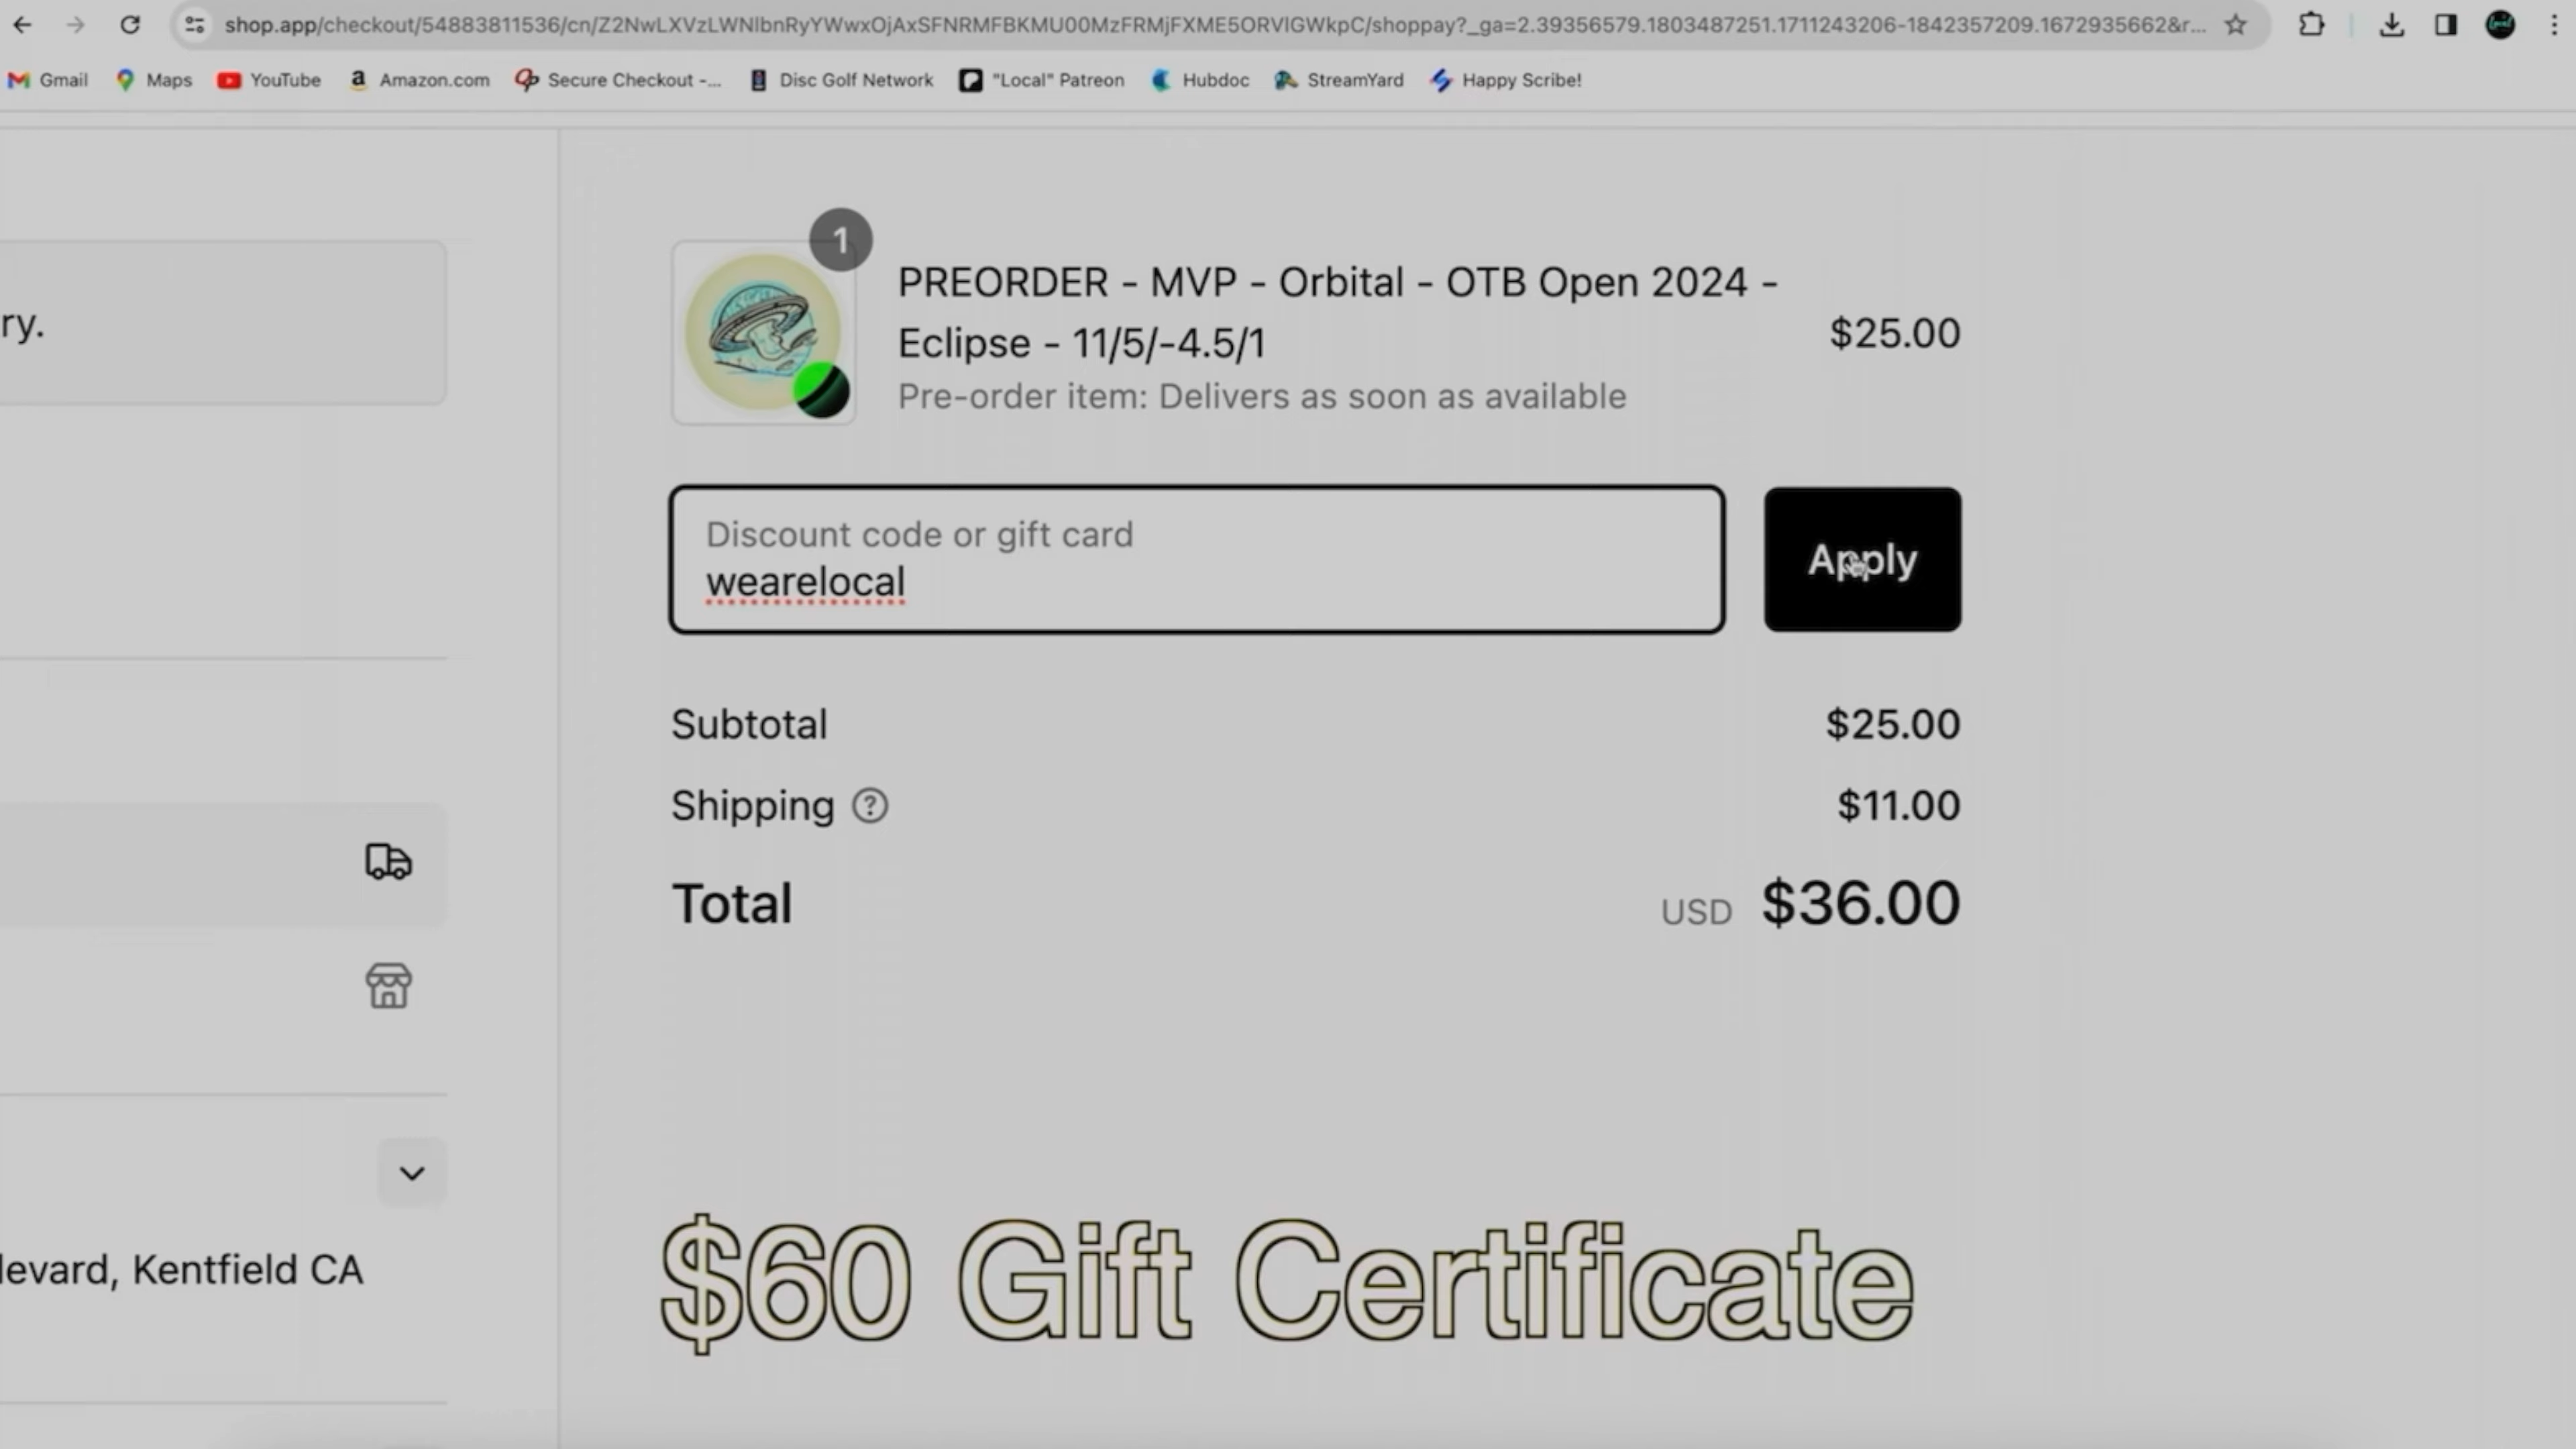 shop.app/checkout/54883811536/cn/Z2NwLXVzLWNlbnRyYWwxOjAxSFNRMFBKMU00MzFRMjFXME5ORVlGWkpC/shoppay?_ga=2.39356579.1803487251.1711243206-1842357209.1672935662&r...
Gmail
Maps
YouTube
Amazon.com
Secure Checkout -...
Disc Golf Network
"Local" Patreon
Hubdoc
StreamYard
Happy Scribe!
ry.
1
PREORDER - MVP - Orbital - OTB Open 2024 -
Eclipse - 11/5/-4.5/1
$25.00
Pre-order item: Delivers as soon as available
Discount code or gift card
wearelocal
Apply
Subtotal $25.00
Shipping ? $11.00
Total USD $36.00
levard, Kentfield CA
$60 Gift Certificate